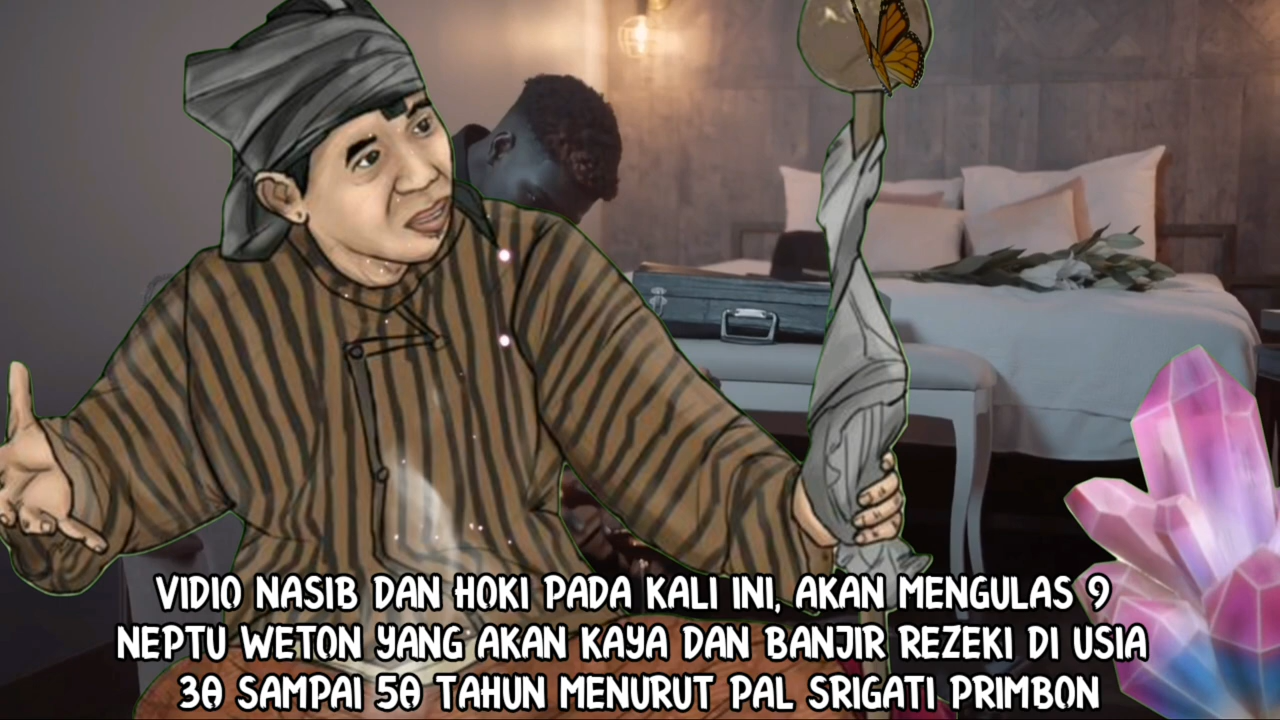 VIDIO NASIB DAN HOKI PADA KALI INI, AKAN MENGULAS 9
NEPTU WETON YANG AKAN KAYA DAN BANJIR REZEKI DI USIA
30 SAMPAI 50 TAHUN MENURUT PAL SRIGATI PRIMBON